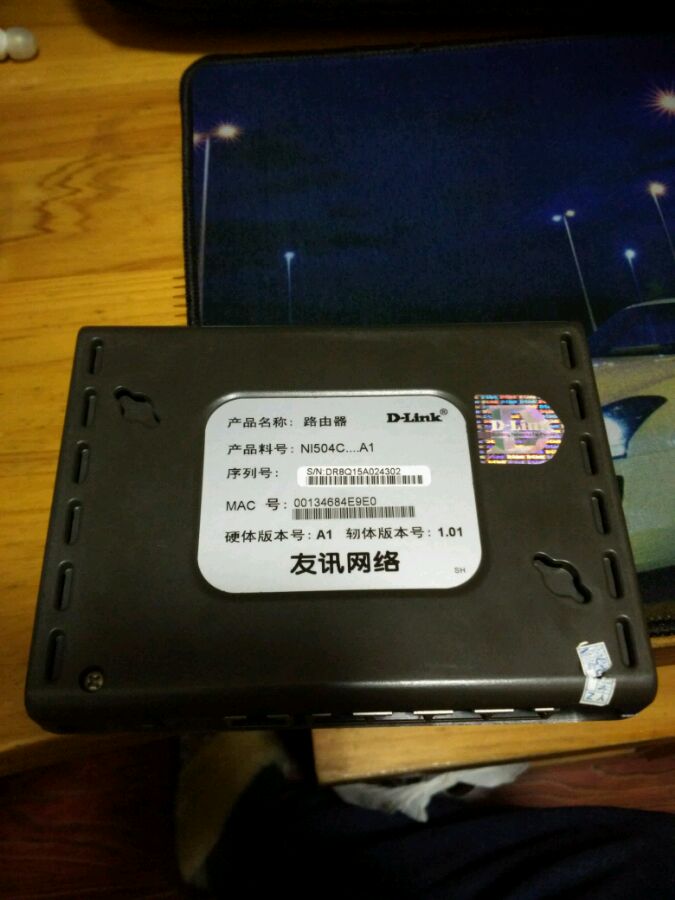 产品名称: 路由器 D-Link®
产品料号: NI504C....A1
序列号: S/N:DR8Q15A024302
MAC 号: 00134684E9E0
硬体版本号: A1 轫体版本号: 1.01
友讯网络
SH
D-Link